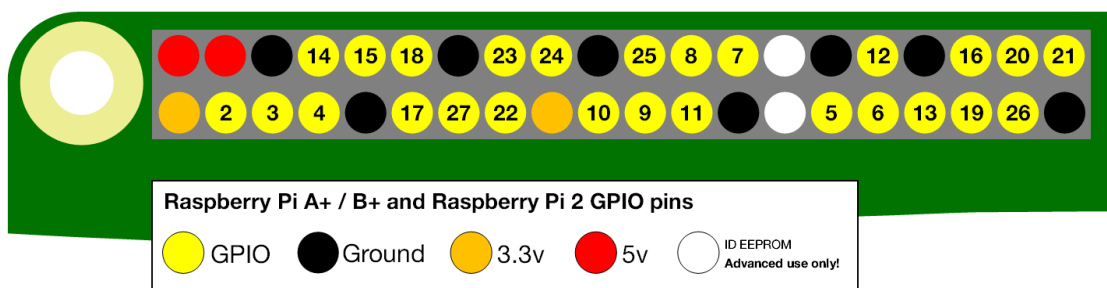 14 15 18 23 24 25 8 7 12 16 20 21
2 3 4 17 27 22 10 9 11 5 6 13 19 26
Raspberry Pi A+ / B+ and Raspberry Pi 2 GPIO pins
GPIO Ground 3.3v 5v ID EEPROM
Advanced use only!